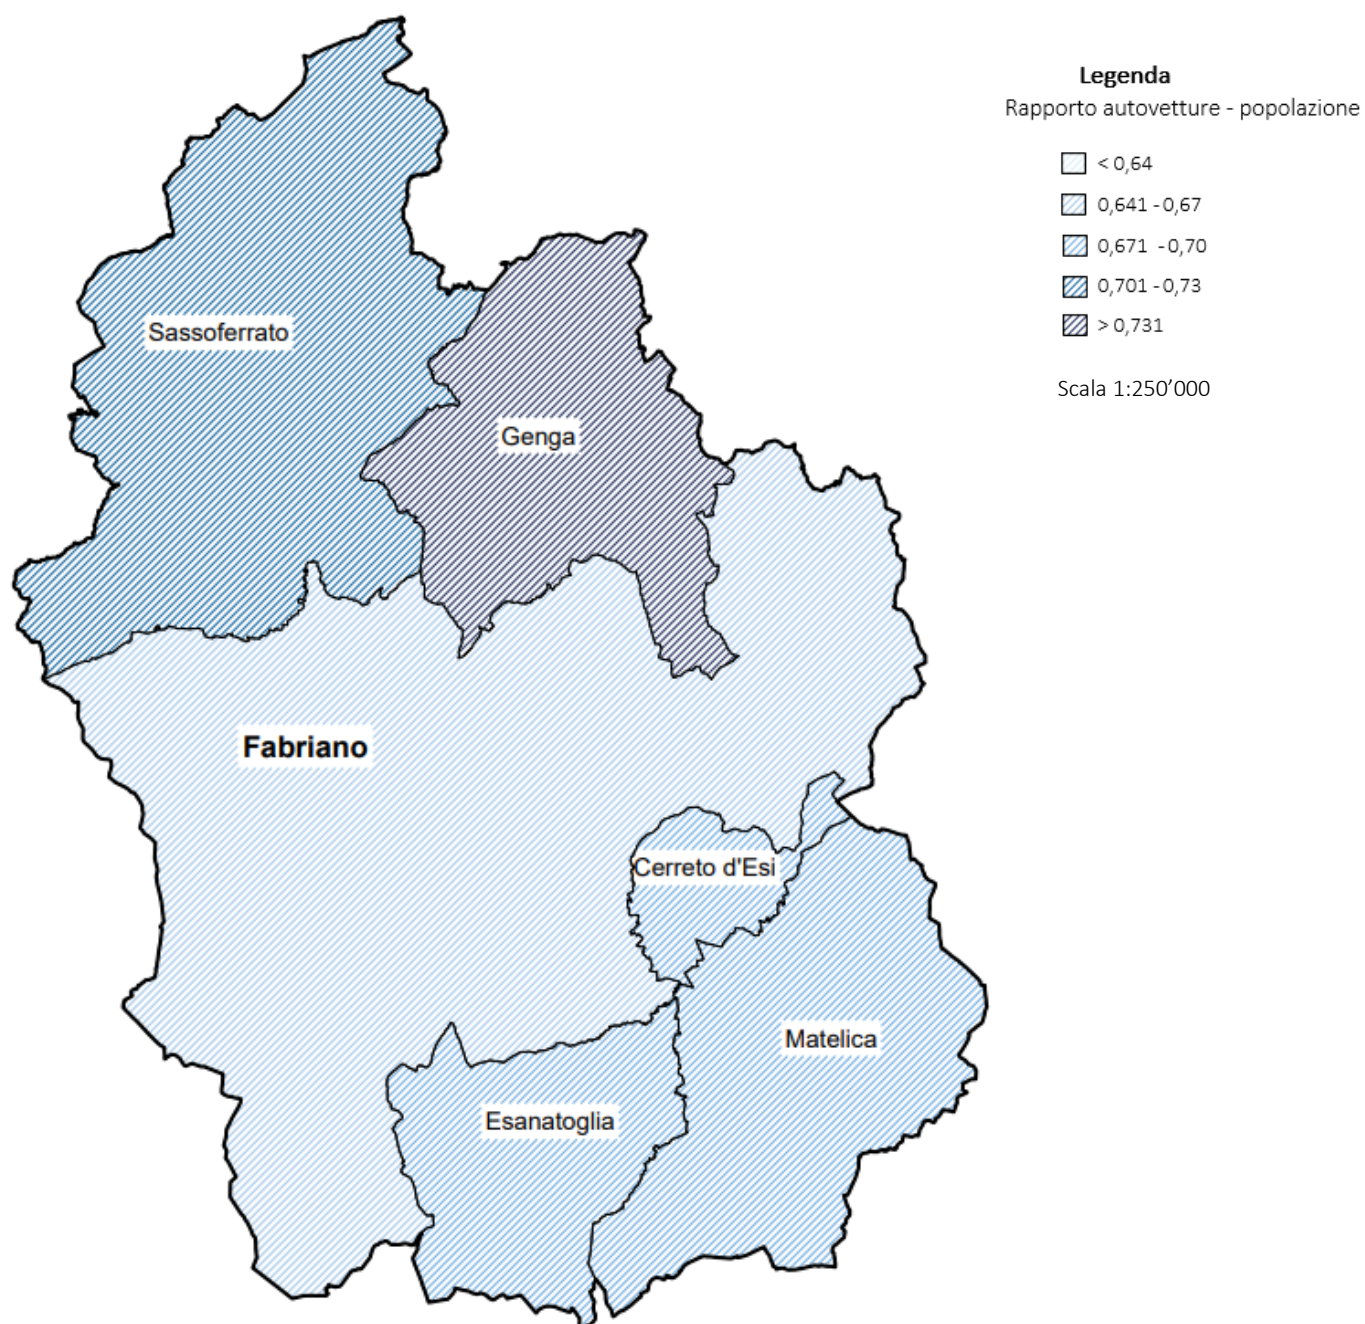 Legenda
Rapporto autovetture - popolazione
< 0,64
0,641 - 0,67
0,671 - 0,70
0,701 - 0,73
> 0,731
Scala 1:250’000
Sassoferrato
Genga
Fabriano
Cerreto d'Esi
Matelica
Esanatoglia